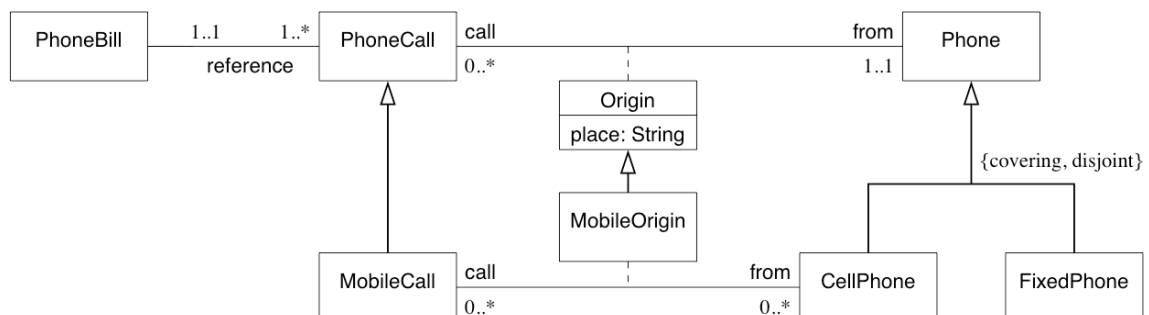 PhoneBill
1..1
1..*
reference
PhoneCall
call
0..*
from
1..1
Phone
Origin
place: String
{covering, disjoint}
MobileOrigin
MobileCall
call
0..*
from
0..*
CellPhone
FixedPhone